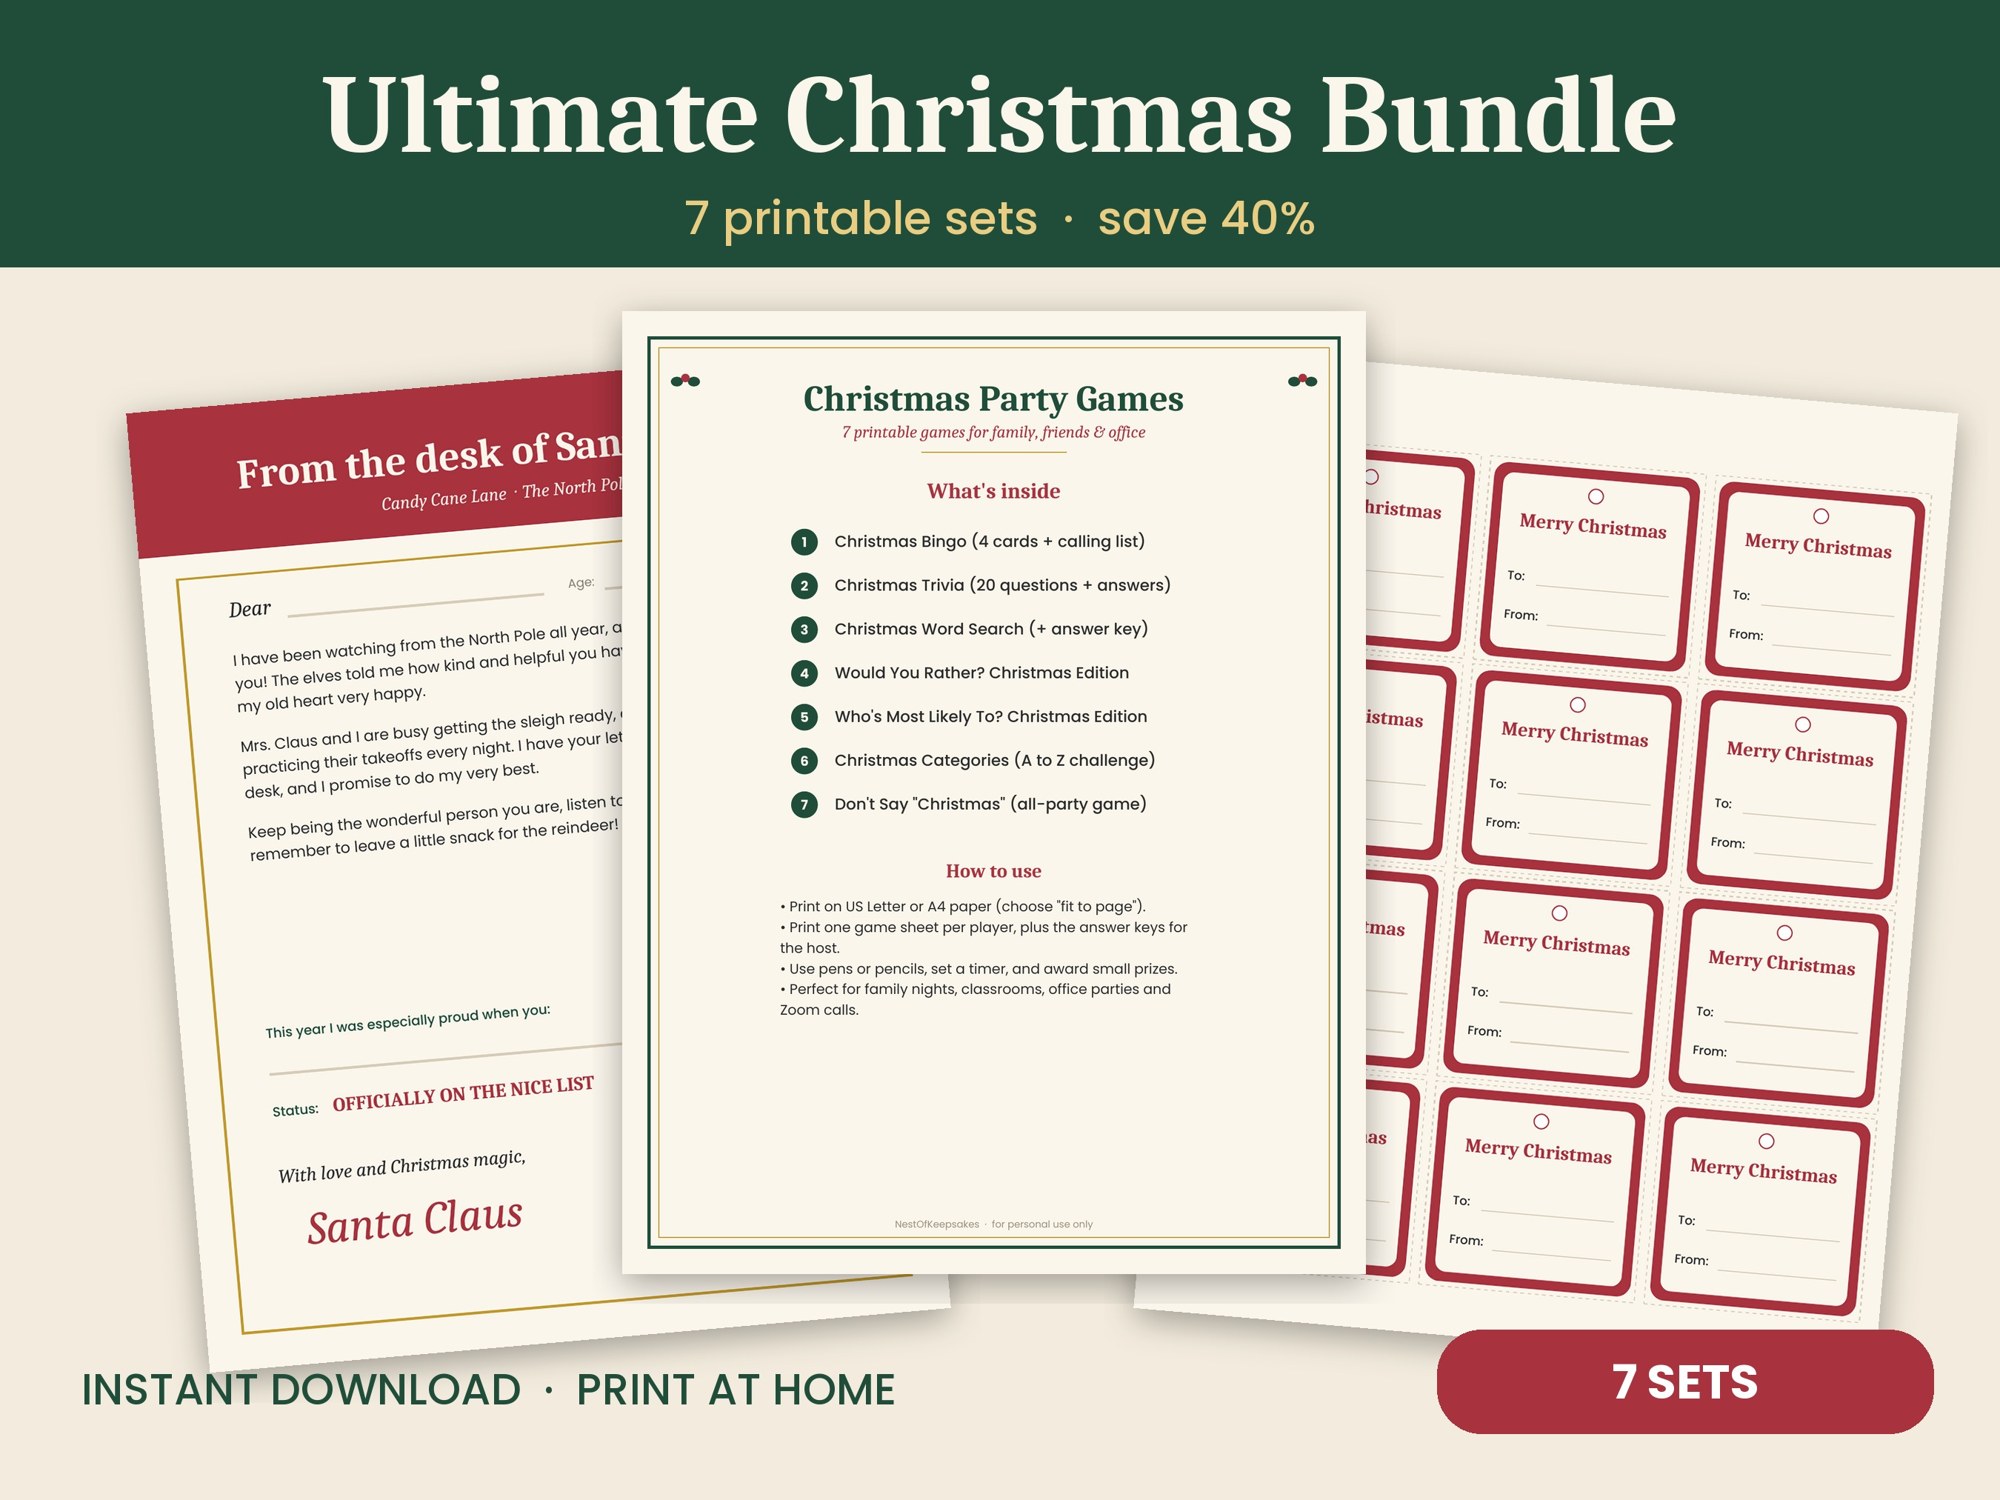 Ultimate Christmas Bundle
7 printable sets · save 40%
From the desk of San
Candy Cane Lane · The North Pol
Dear
Age:
I have been watching from the North Pole all year, a
you! The elves told me how kind and helpful you ha
my old heart very happy.
Mrs. Claus and I are busy getting the sleigh ready,
practicing their takeoffs every night. I have your let
desk, and I promise to do my very best.
Keep being the wonderful person you are, listen to
remember to leave a little snack for the reindeer!
This year I was especially proud when you:
Status: OFFICIALLY ON THE NICE LIST
With love and Christmas magic,
Santa Claus
Christmas Party Games
7 printable games for family, friends & office
What's inside
1 Christmas Bingo (4 cards + calling list)
2 Christmas Trivia (20 questions + answers)
3 Christmas Word Search (+ answer key)
4 Would You Rather? Christmas Edition
5 Who's Most Likely To? Christmas Edition
6 Christmas Categories (A to Z challenge)
7 Don't Say "Christmas" (all-party game)
How to use
• Print on US Letter or A4 paper (choose "fit to page").
• Print one game sheet per player, plus the answer keys for
the host.
• Use pens or pencils, set a timer, and award small prizes.
• Perfect for family nights, classrooms, office parties and
Zoom calls.
NestOfKeepsakes · for personal use only
hristmas
Merry Christmas
To:
From:
Merry Christmas
To:
From:
istmas
Merry Christmas
To:
From:
Merry Christmas
To:
From:
tmas
Merry Christmas
To:
From:
Merry Christmas
To:
From:
as
Merry Christmas
To:
From:
Merry Christmas
To:
From:
INSTANT DOWNLOAD · PRINT AT HOME
7 SETS